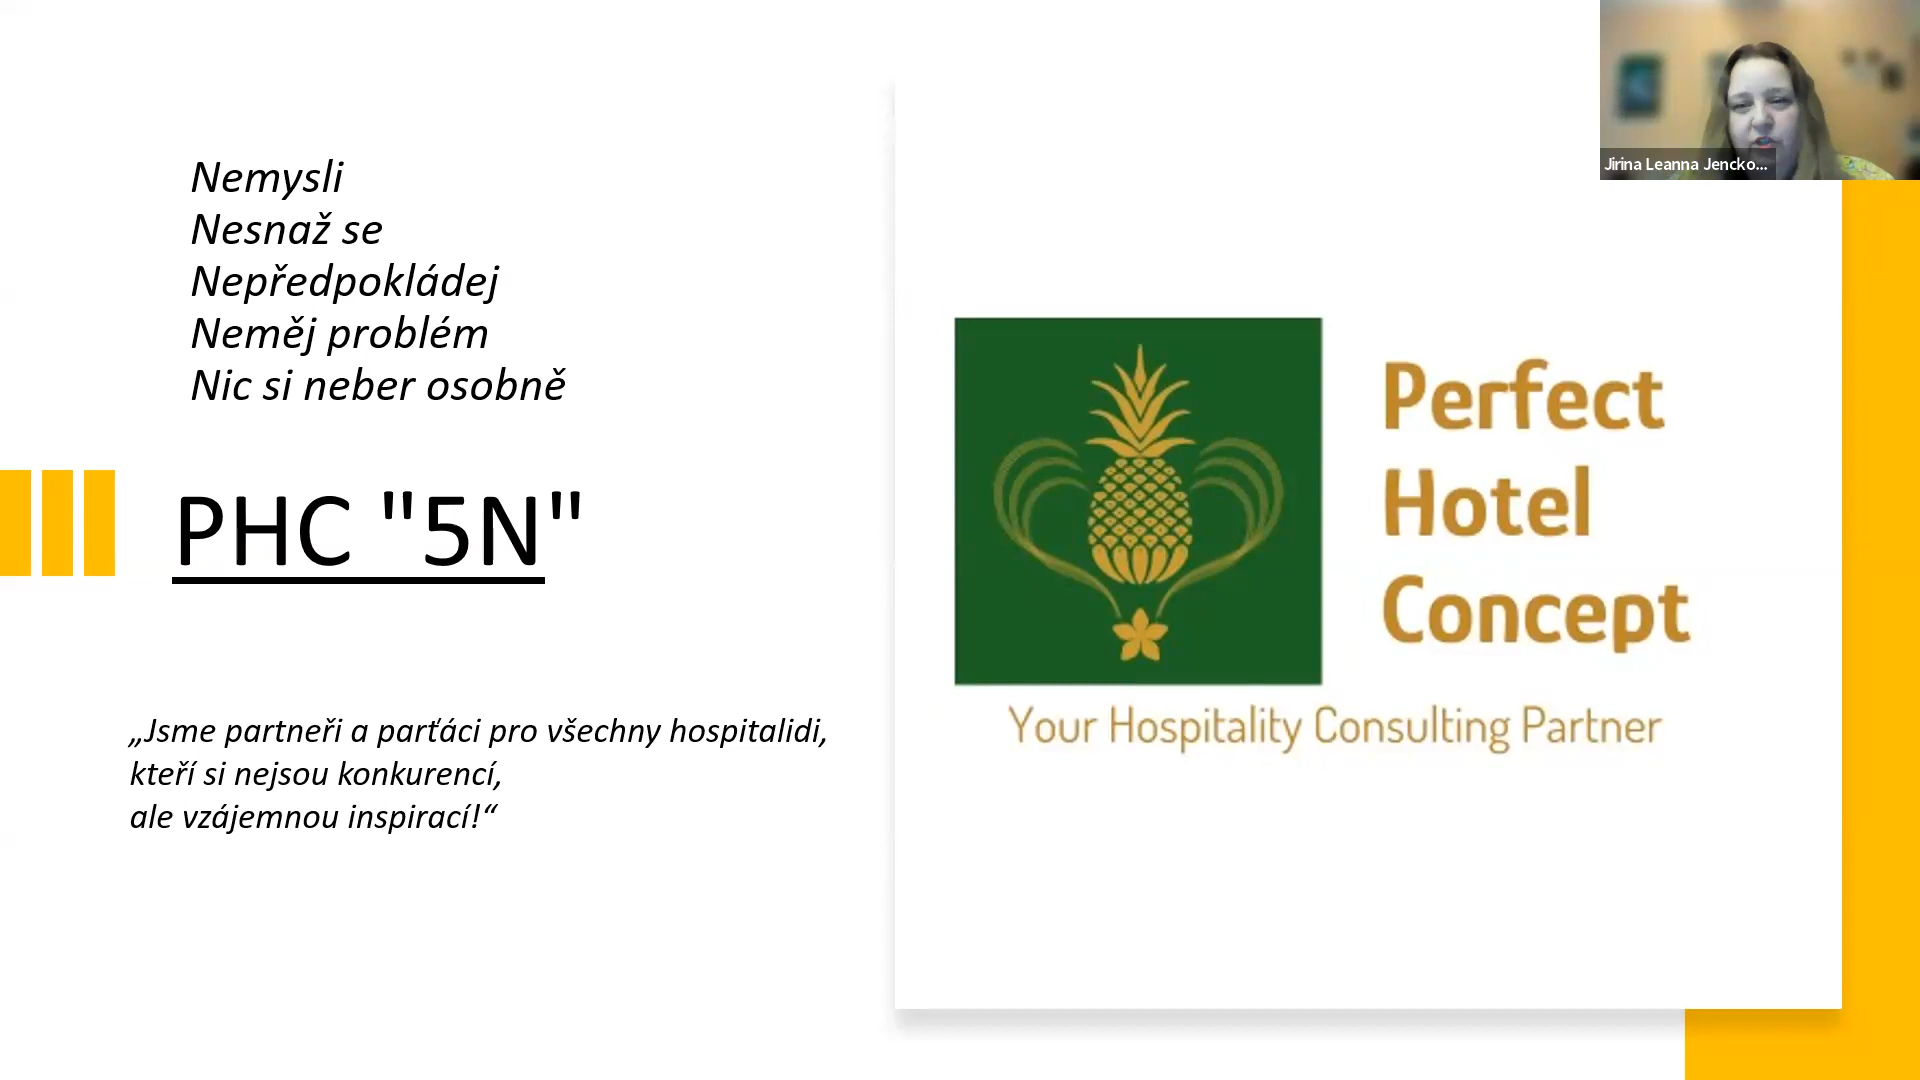 Nemysli
Nesnaž se
Nepředpokládej
Neměj problém
Nic si neber osobně
PHC "5N"
„Jsme partneři a parťáci pro všechny hospitalidi,
kteří si nejsou konkurencí,
ale vzájemnou inspirací!“
Perfect
Hotel
Concept
Your Hospitality Consulting Partner
Jirina Leanna Jencko...